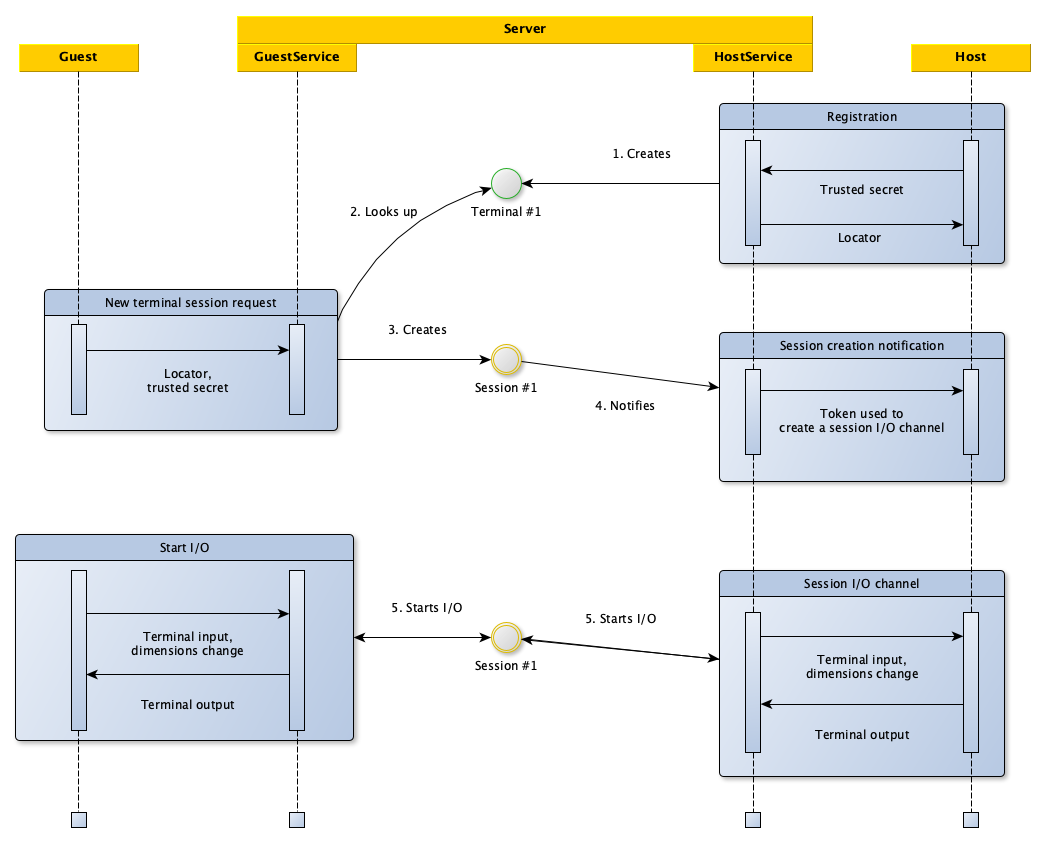 Server
Guest
GuestService
HostService
Host
Registration
1. Creates
Trusted secret
2. Looks up
Terminal #1
Locator
New terminal session request
3. Creates
Session creation notification
Locator,
trusted secret
Session #1
4. Notifies
Token used to
create a session I/O channel
Start I/O
Session I/O channel
5. Starts I/O
5. Starts I/O
Terminal input,
dimensions change
Session #1
Terminal input,
dimensions change
Terminal output
Terminal output